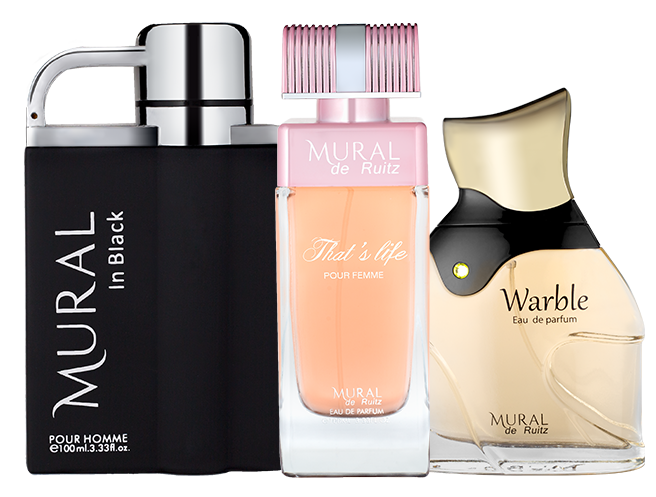 MURAL
In Black
POUR HOMME
℮100ml.3.33fl.oz.
MURAL
de Ruitz
That's life
POUR FEMME
MURAL
de Ruitz
EAU DE PARFUM
Warble
Eau de parfum
MURAL
de Ruitz